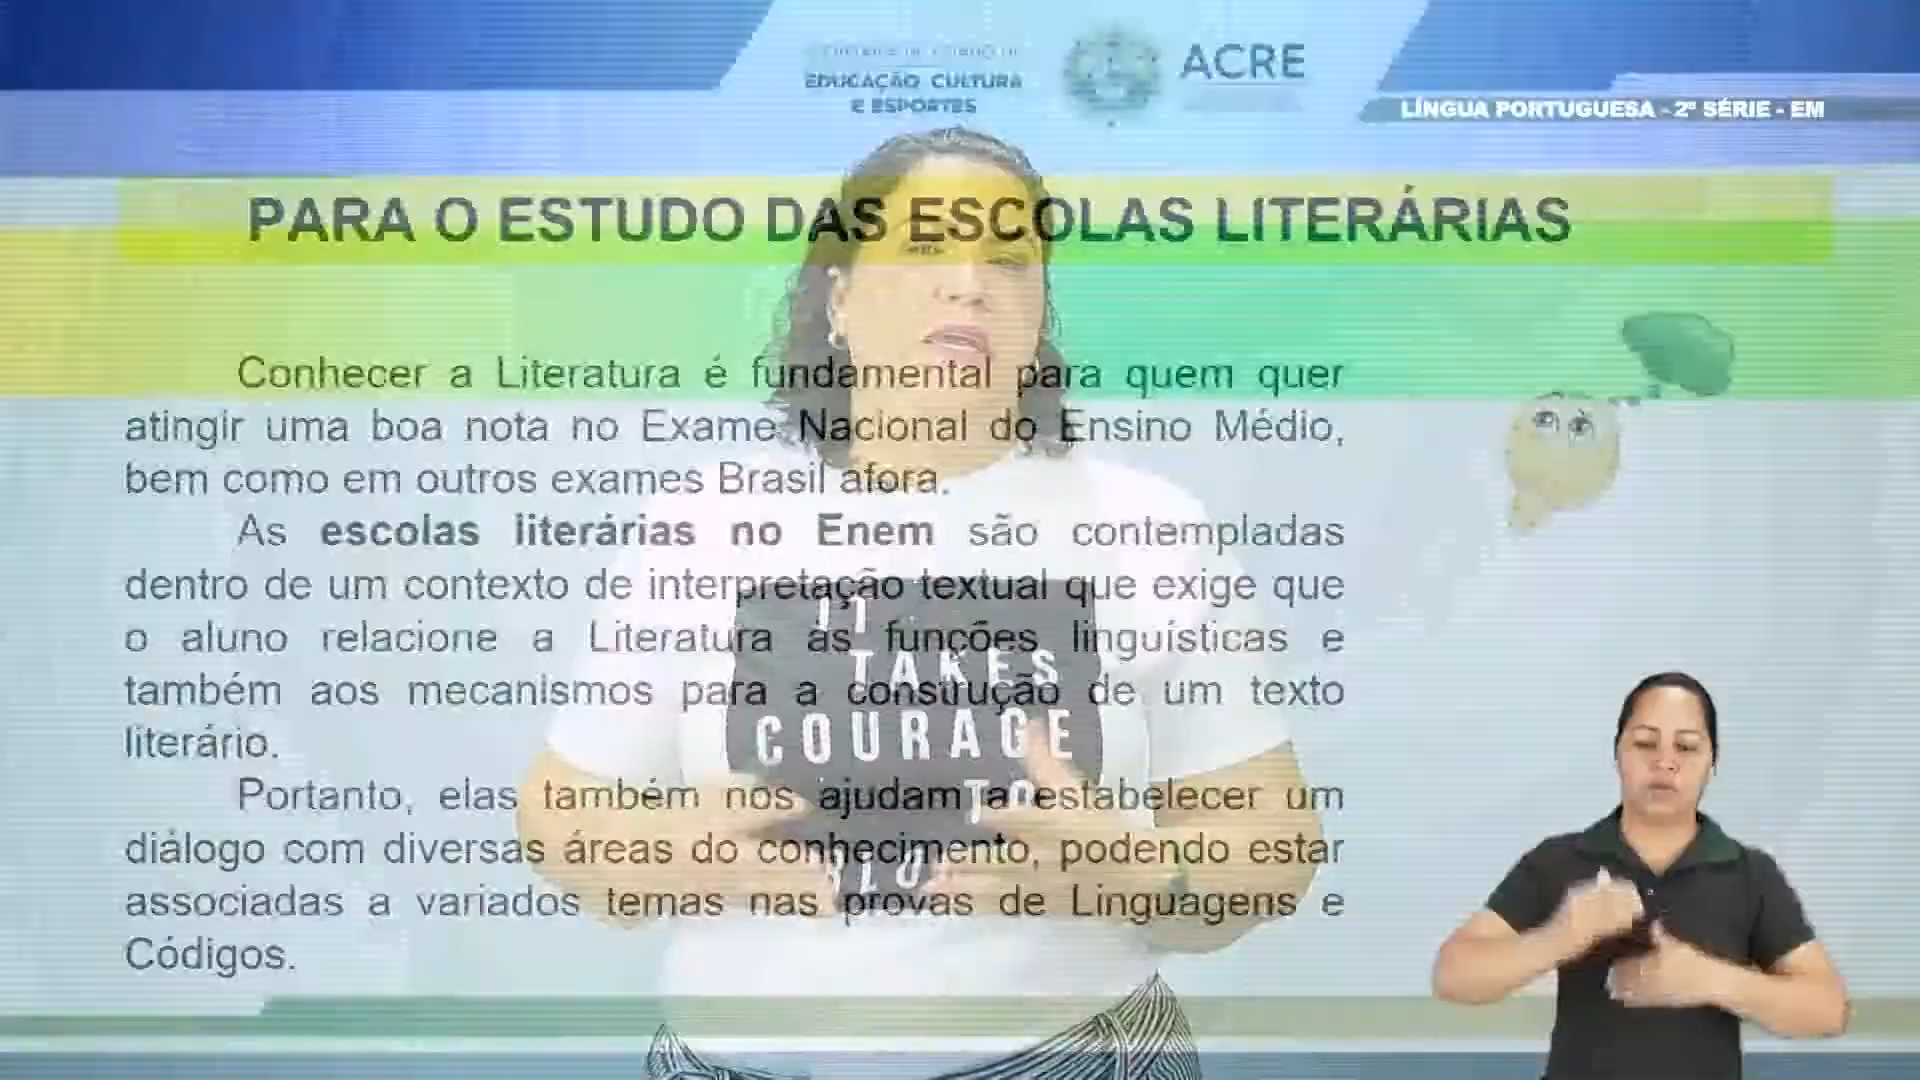 EDUCAÇÃO CULTURA
E ESPORTES
ACRE
LÍNGUA PORTUGUESA - 2ª SÉRIE - EM
PARA O ESTUDO DAS ESCOLAS LITERÁRIAS
Conhecer a Literatura é fundamental para quem quer
atingir uma boa nota no Exame Nacional do Ensino Médio,
bem como em outros exames Brasil afora.
As escolas literárias no Enem são contempladas
dentro de um contexto de interpretação textual que exige que
o aluno relacione a Literatura às funções linguísticas e
também aos mecanismos para a construção de um texto
literário.
Portanto, elas também nos ajudam a estabelecer um
diálogo com diversas áreas do conhecimento, podendo estar
associadas a variados temas nas provas de Linguagens e
Códigos.
IT
TAKES
COURAGE
TO